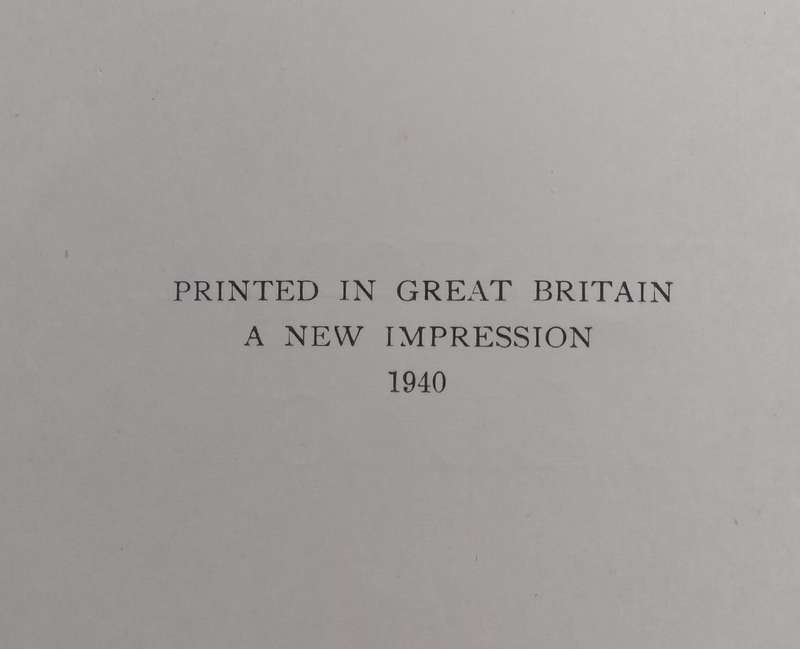 PRINTED IN GREAT BRITAIN
A NEW IMPRESSION
1940